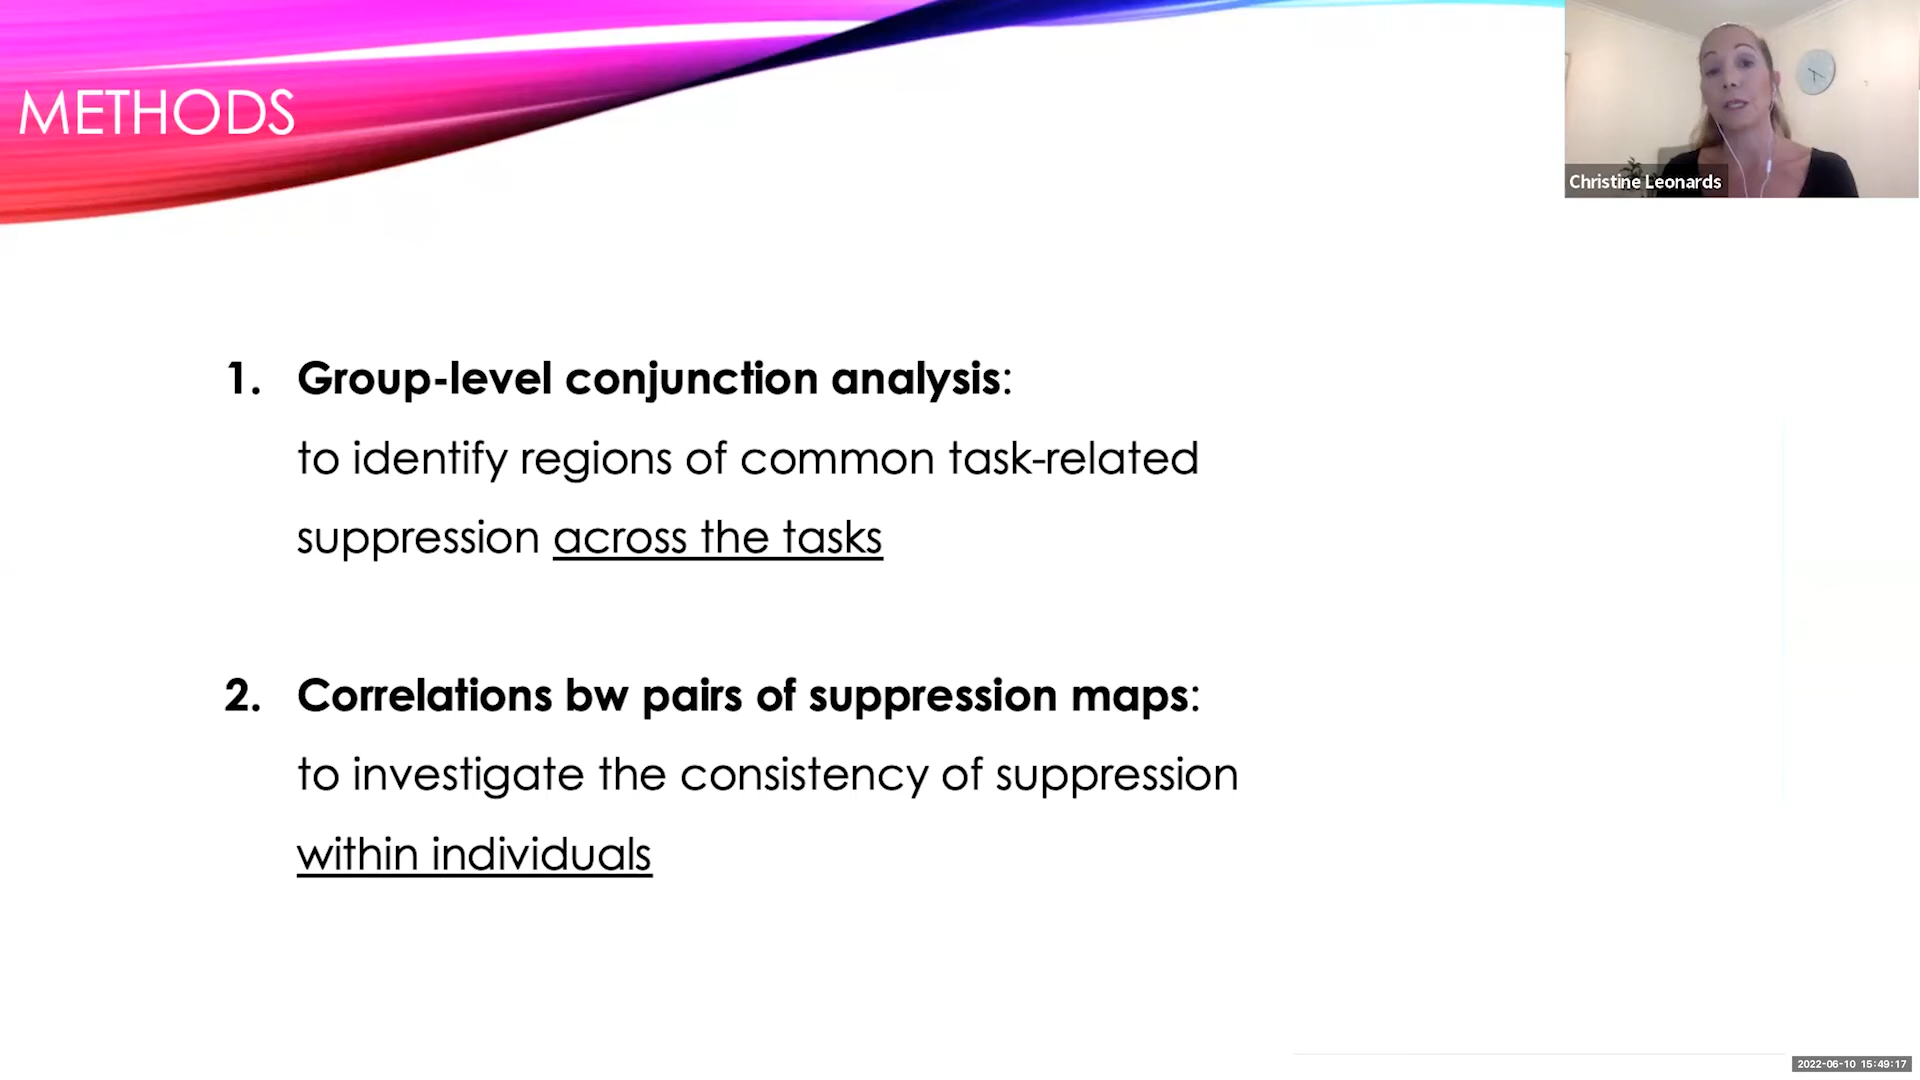 METHODS
Christine Leonards
1. Group-level conjunction analysis:
to identify regions of common task-related
suppression across the tasks
2. Correlations bw pairs of suppression maps:
to investigate the consistency of suppression
within individuals
2022-06-10 15:49:17